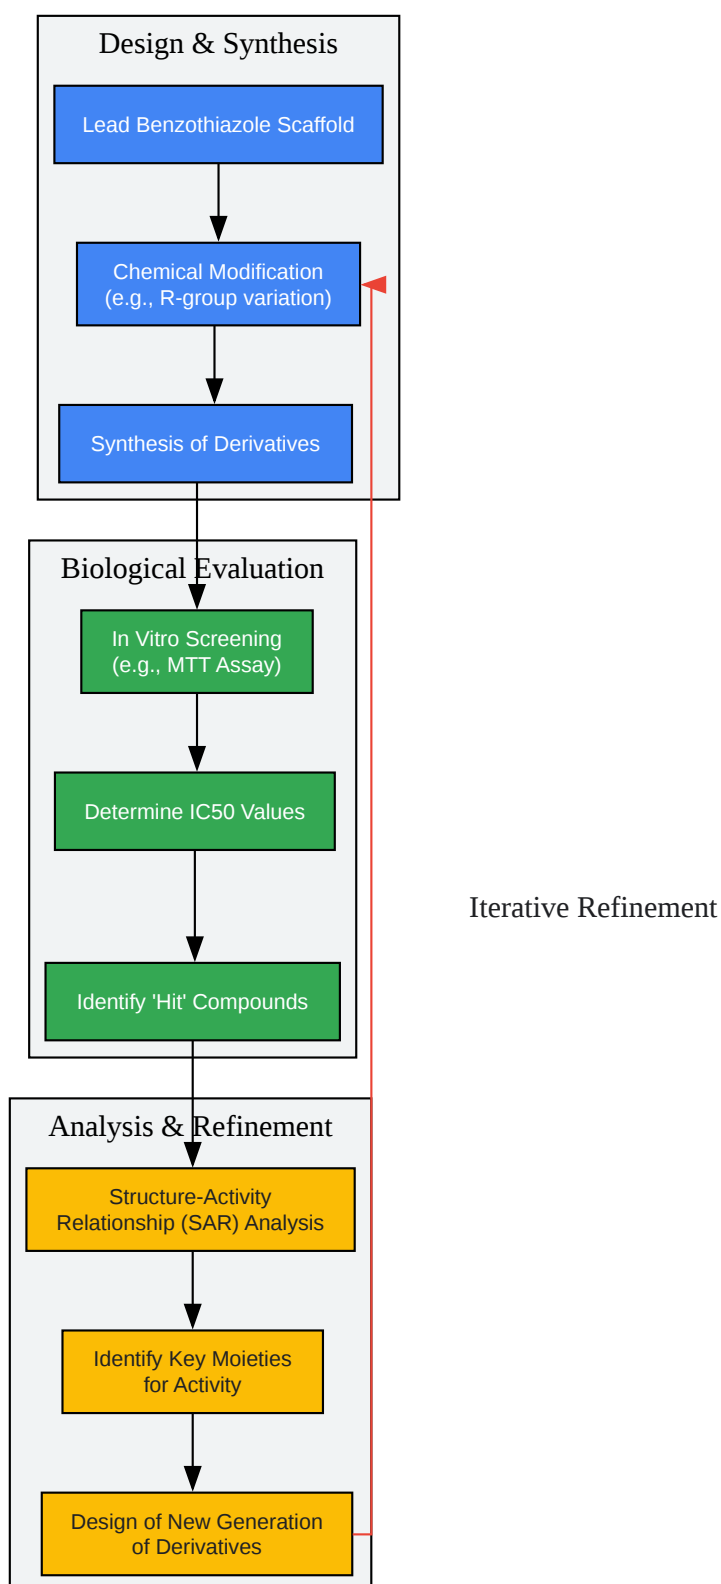 Design & Synthesis
Lead Benzothiazole Scaffold
Chemical Modification
(e.g., R-group variation)
Synthesis of Derivatives
Biological Evaluation
In Vitro Screening
(e.g., MTT Assay)
Determine IC50 Values
Iterative Refinement
Identify 'Hit' Compounds
Analysis & Refinement
Structure-Activity
Relationship (SAR) Analysis
Identify Key Moieties
for Activity
Design of New Generation
of Derivatives